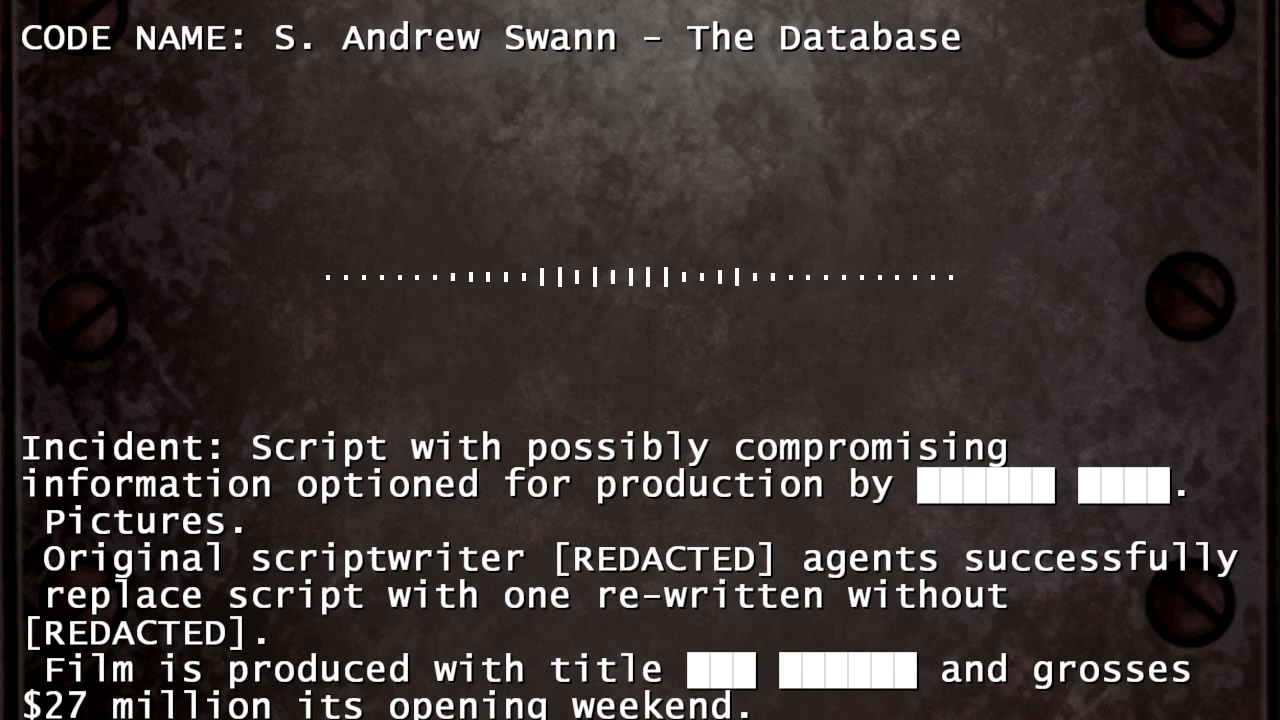 CODE NAME: S. Andrew Swann - The Database
Incident: Script with possibly compromising
information optioned for production by ██████ ████.
Pictures.
Original scriptwriter [REDACTED] agents successfully
replace script with one re-written without
[REDACTED].
Film is produced with title ███ ██████ and grosses
$27 million its opening weekend.